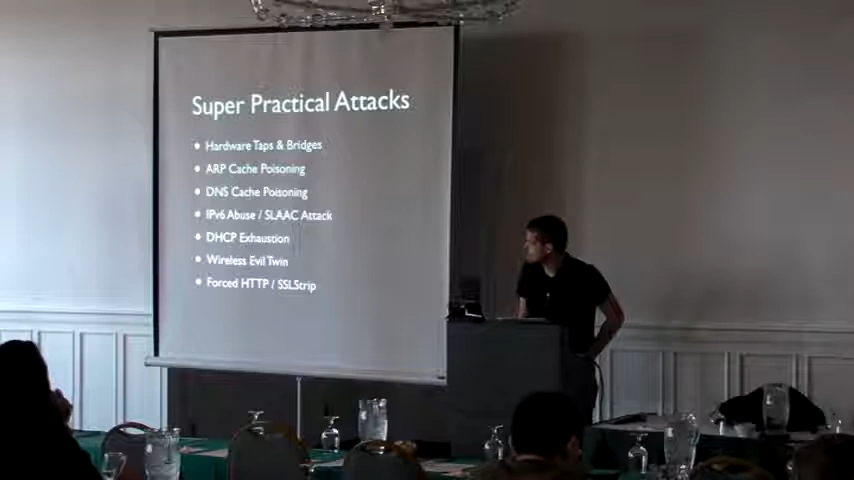 Super Practical Attacks
• Hardware Taps & Bridges
• ARP Cache Poisoning
• DNS Cache Poisoning
• IPv6 Abuse / SLAAC Attack
• DHCP Exhaustion
• Wireless Evil Twin
• Forced HTTP / SSLStrip